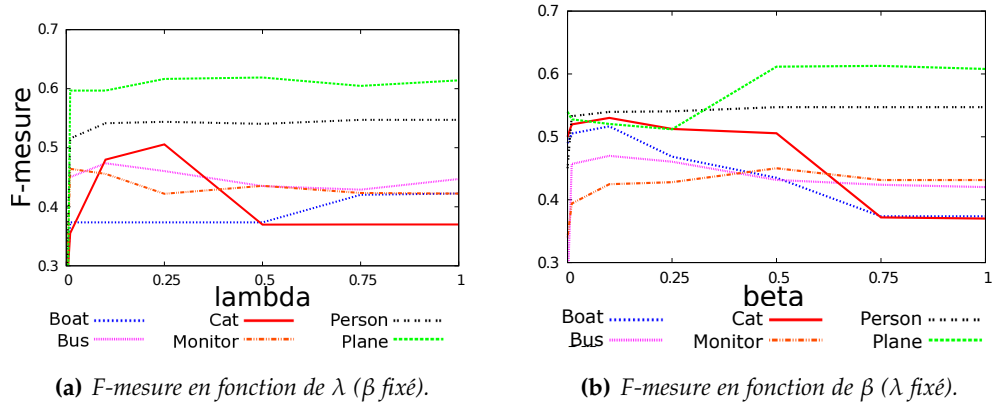 0.7
0.6
0.5
0.4
0.3
F-mesure
0 0.25 0.5 0.75 1
lambda
Boat Cat Person
Bus Monitor Plane
(a) F-mesure en fonction de λ (β fixé).
0.7
0.6
0.5
0.4
0.3
0 0.25 0.5 0.75 1
beta
Boat Cat Person
Bus Monitor Plane
(b) F-mesure en fonction de β (λ fixé).